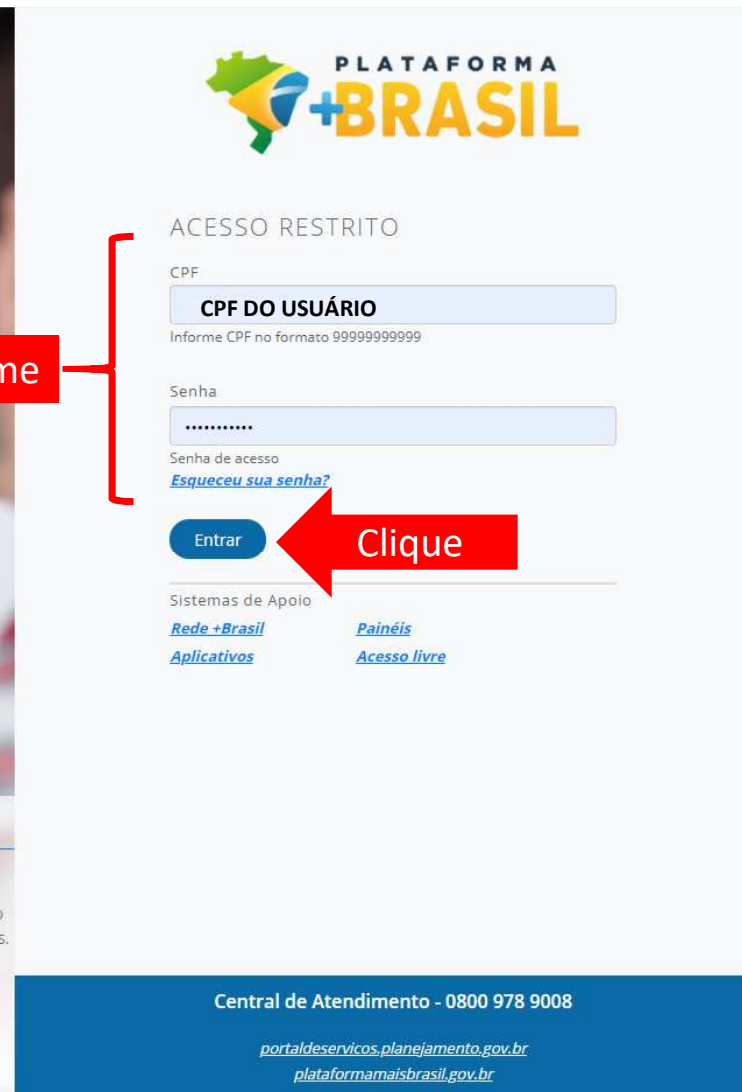 PLATAFORMA
+BRASIL
ACESSO RESTRITO
CPF
CPF DO USUÁRIO
Informe CPF no formato 99999999999
me
Senha
...........
Senha de acesso
Esqueceu sua senha?
Entrar
Clique
Sistemas de Apoio
Rede +Brasil Painéis
Aplicativos Acesso livre
s.
Central de Atendimento - 0800 978 9008
portaldeservicos.planejamento.gov.br
plataformamaisbrasil.gov.br